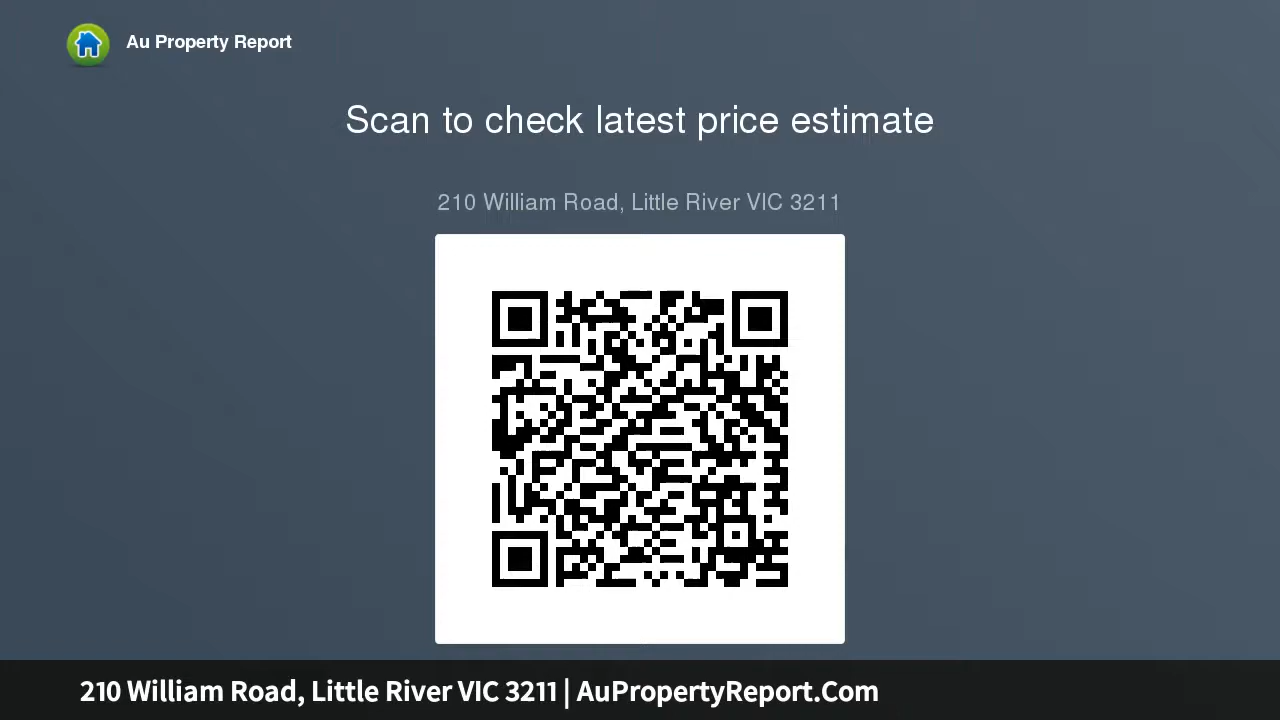 Au Property Report
Scan to check latest price estimate
210 William Road, Little River VIC 3211
210 William Road, Little River VIC 3211 | AuPropertyReport.Com